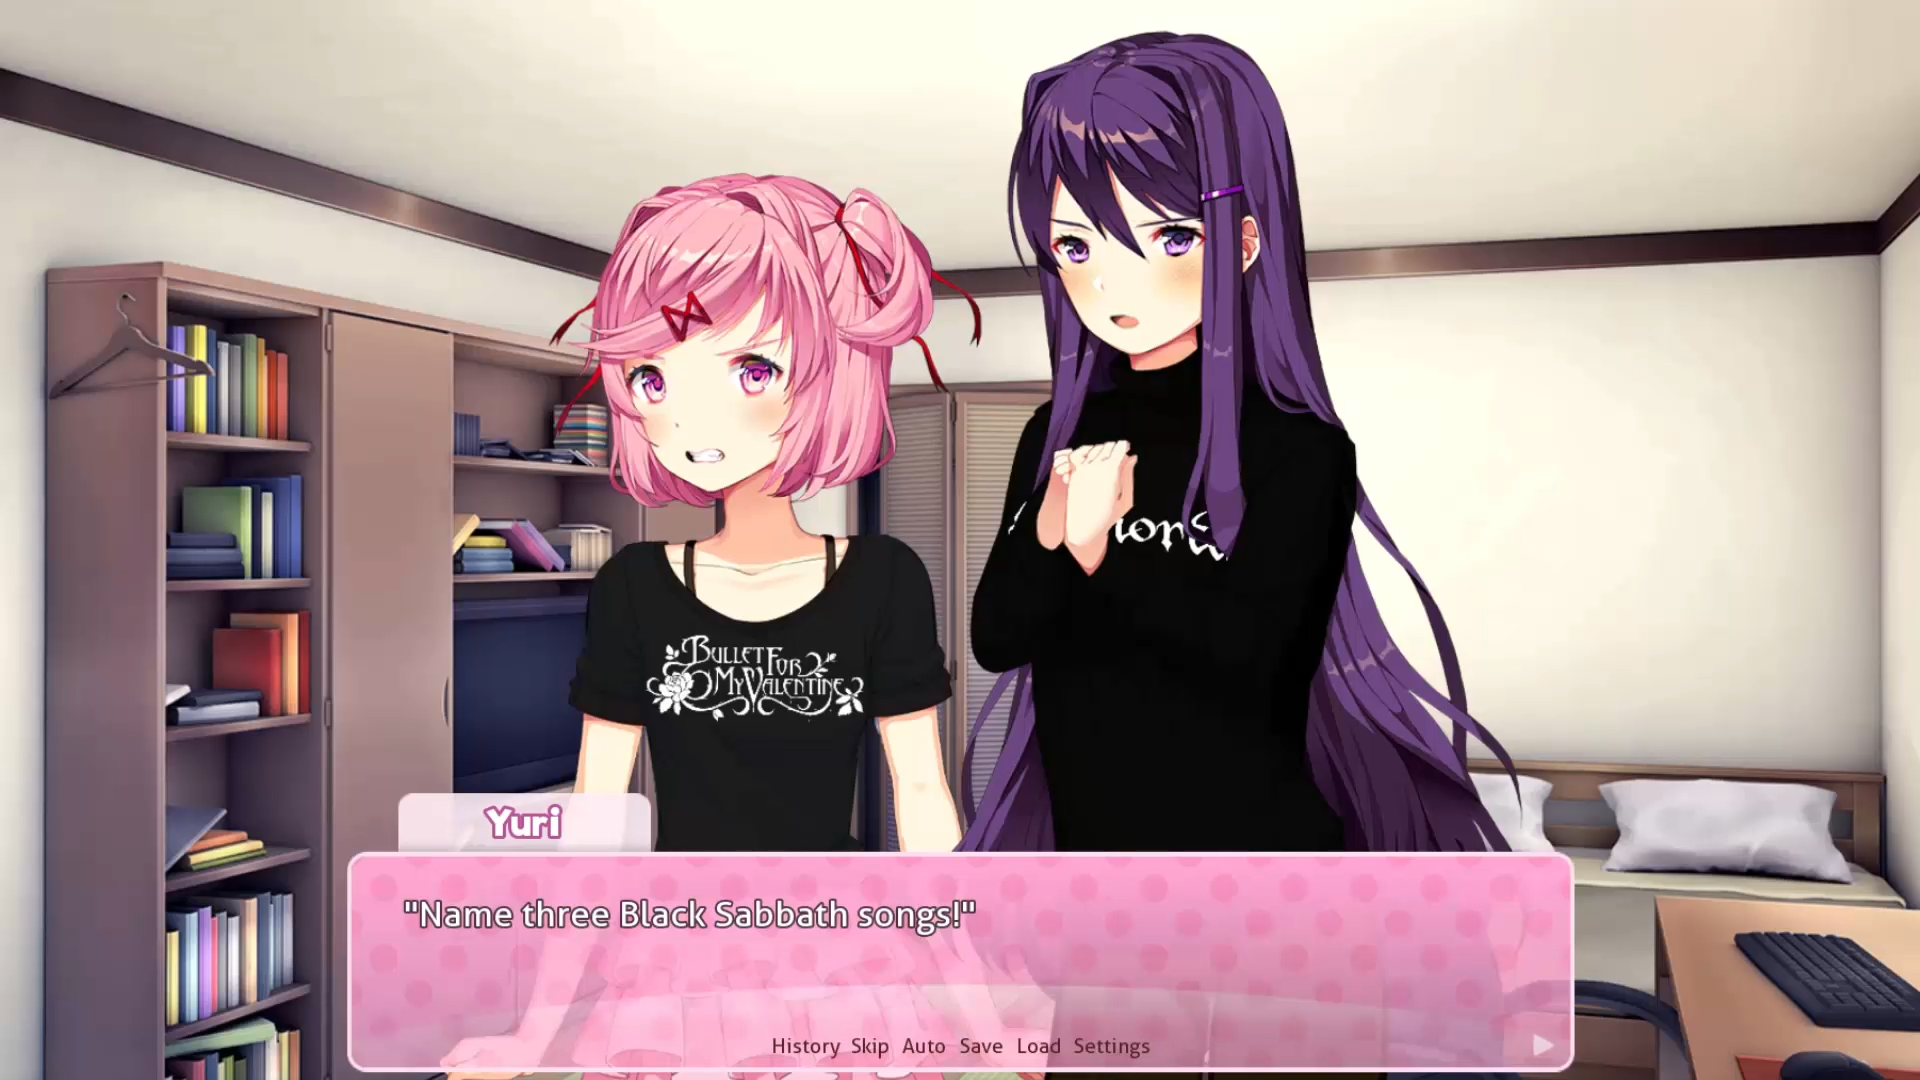 BULLET FOR
MY VALENTINE
Yuri
"Name three Black Sabbath songs!"
History Skip Auto Save Load Settings